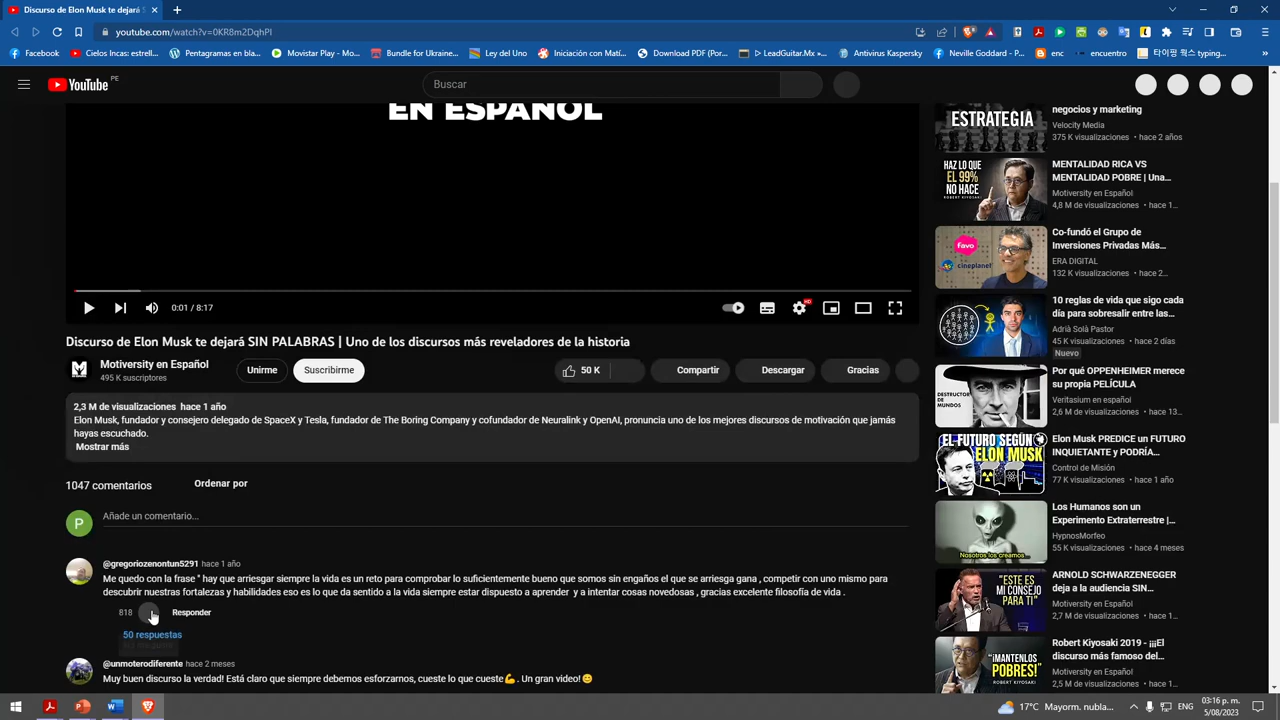 Discurso de Elon Musk te dejará S
youtube.com/watch?v=0KR8m2DqhPI
Facebook
Cielos Incas: estrell...
Pentagramas en bla...
Movistar Play - Mo...
Bundle for Ukraine...
Ley del Uno
Iniciación con Matí...
Download PDF (Por...
▷ LeadGuitar.Mx ▫...
Antivirus Kaspersky
Neville Goddard - P...
enc
encuentro
타이핑 웍스 typing...
YouTube PE
Buscar
EN ESPAÑOL
0:01 / 8:17
HD
Discurso de Elon Musk te dejará SIN PALABRAS | Uno de los discursos más reveladores de la historia
Motiversity en Español
495 K suscriptores
Unirme
Suscribirme
50 K
Compartir
Descargar
Gracias
2,3 M de visualizaciones hace 1 año
Elon Musk, fundador y consejero delegado de SpaceX y Tesla, fundador de The Boring Company y cofundador de Neuralink y OpenAI, pronuncia uno de los mejores discursos de motivación que jamás
hayas escuchado.
Mostrar más
1047 comentarios
Ordenar por
Añade un comentario...
P
@gregoriozenontun5291 hace 1 año
Me quedo con la frase " hay que arriesgar siempre la vida es un reto para comprobar lo suficientemente bueno que somos sin engaños el que se arriesga gana , competir con uno mismo para
descubrir nuestras fortalezas y habilidades eso es lo que da sentido a la vida siempre estar dispuesto a aprender y a intentar cosas novedosas , gracias excelente filosofía de vida .
818
Responder
50 respuestas
@unmoterodiferente hace 2 meses
Muy buen discurso la verdad! Está claro que siempre debemos esforzarnos, cueste lo que cueste💪 . Un gran video!😊
ESTRATEGIA
negocios y marketing
Velocity Media
375 K visualizaciones • hace 2 años
HAZ LO QUE
EL 99%
NO HACE
ROBERT KIYOSAKI
MENTALIDAD RICA VS
MENTALIDAD POBRE | Una...
Motiversity en Español
4,8 M de visualizaciones • hace 1...
favo
cineplanet
Co-fundó el Grupo de
Inversiones Privadas Más...
ERA DIGITAL
132 K visualizaciones • hace 2...
10 reglas de vida que sigo cada
día para sobresalir entre las...
Adrià Solà Pastor
45 K visualizaciones • hace 2 días
Nuevo
DESTRUCTOR
DE
MUNDOS
Por qué OPPENHEIMER merece
su propia PELÍCULA
Veritasium en español
2,6 M de visualizaciones • hace 13...
EL FUTURO SEGÚN
ELON MUSK
Elon Musk PREDICE un FUTURO
INQUIETANTE y PODRÍA...
Control de Misión
77 K visualizaciones • hace 1 año
Nosotros los creamos...
Los Humanos son un
Experimento Extraterrestre |...
HypnosMorfeo
55 K visualizaciones • hace 4 meses
"ESTE ES
MI CONSEJO
PARA TI"
ARNOLD SCHWARZENEGGER
deja a la audiencia SIN...
Motiversity en Español
2,7 M de visualizaciones • hace 1...
"¡MANTENLOS
POBRES!"
ROBERT KIYOSAKI
Robert Kiyosaki 2019 - ¡¡¡El
discurso más famoso del...
Motiversity en Español
2,5 M de visualizaciones • hace 1...
17°C Mayorm. nubla...
ENG
03:16 p. m.
5/08/2023